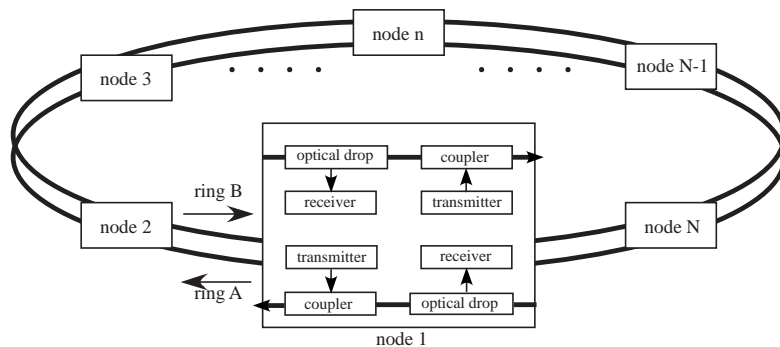 node n
node 3
node N-1
. . . .
. . . .
optical drop
coupler
ring B
receiver
transmitter
node 2
node N
transmitter
receiver
ring A
coupler
optical drop
node 1